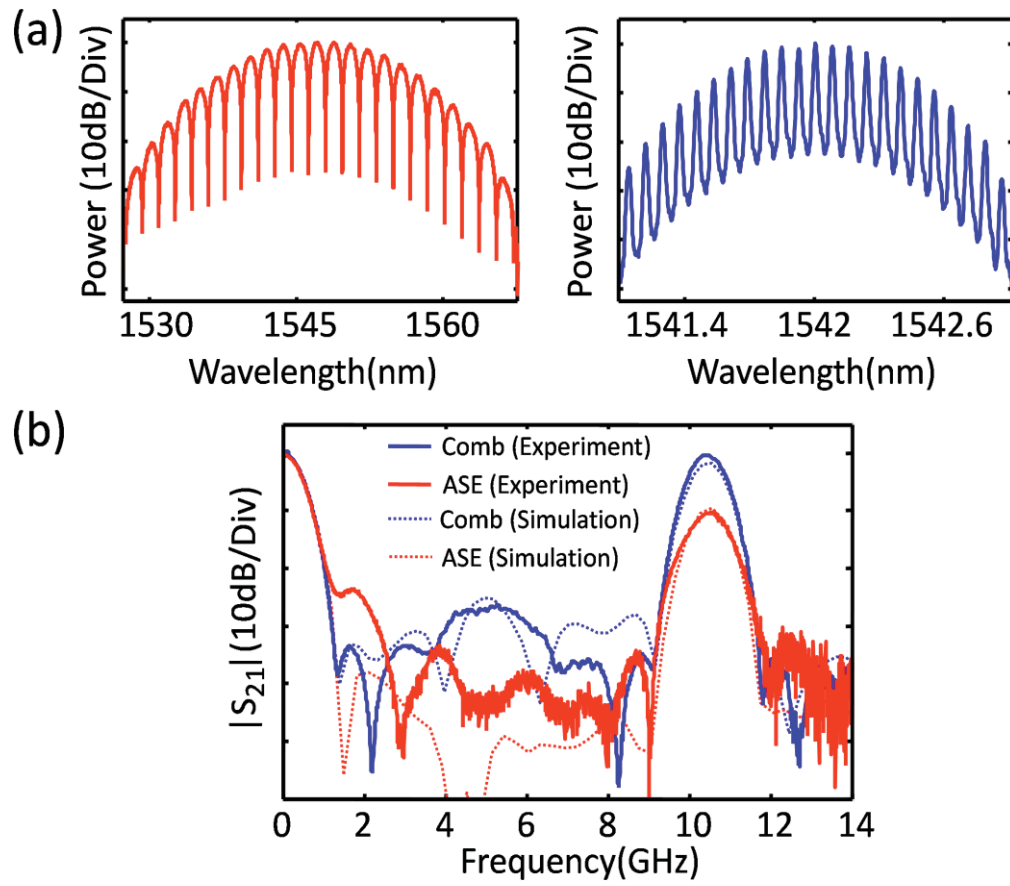 (a)
Power (10dB/Div)
1530 1545 1560
Wavelength(nm)
Power (10dB/Div)
1541.4 1542 1542.6
Wavelength(nm)
(b)
|S21| (10dB/Div)
Comb (Experiment)
ASE (Experiment)
Comb (Simulation)
ASE (Simulation)
0 2 4 6 8 10 12 14
Frequency(GHz)